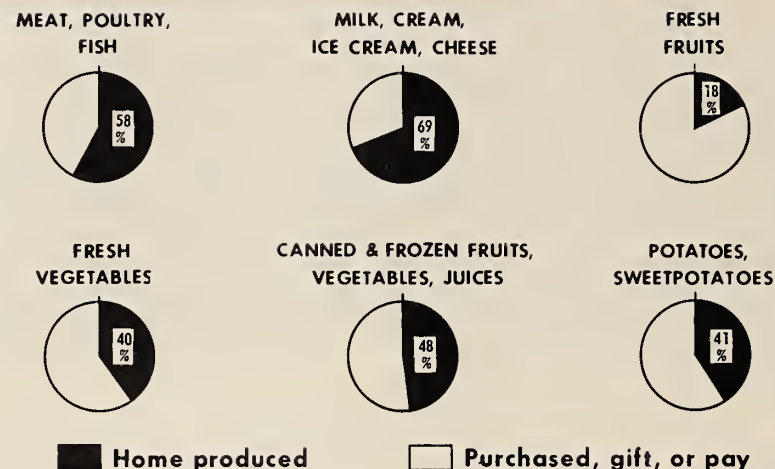 MEAT, POULTRY,
FISH
58
%
MILK, CREAM,
ICE CREAM, CHEESE
69
%
FRESH
FRUITS
18
%
FRESH
VEGETABLES
40
%
CANNED & FROZEN FRUITS,
VEGETABLES, JUICES
48
%
POTATOES,
SWEETPOTATOES
41
%
Home produced
Purchased, gift, or pay